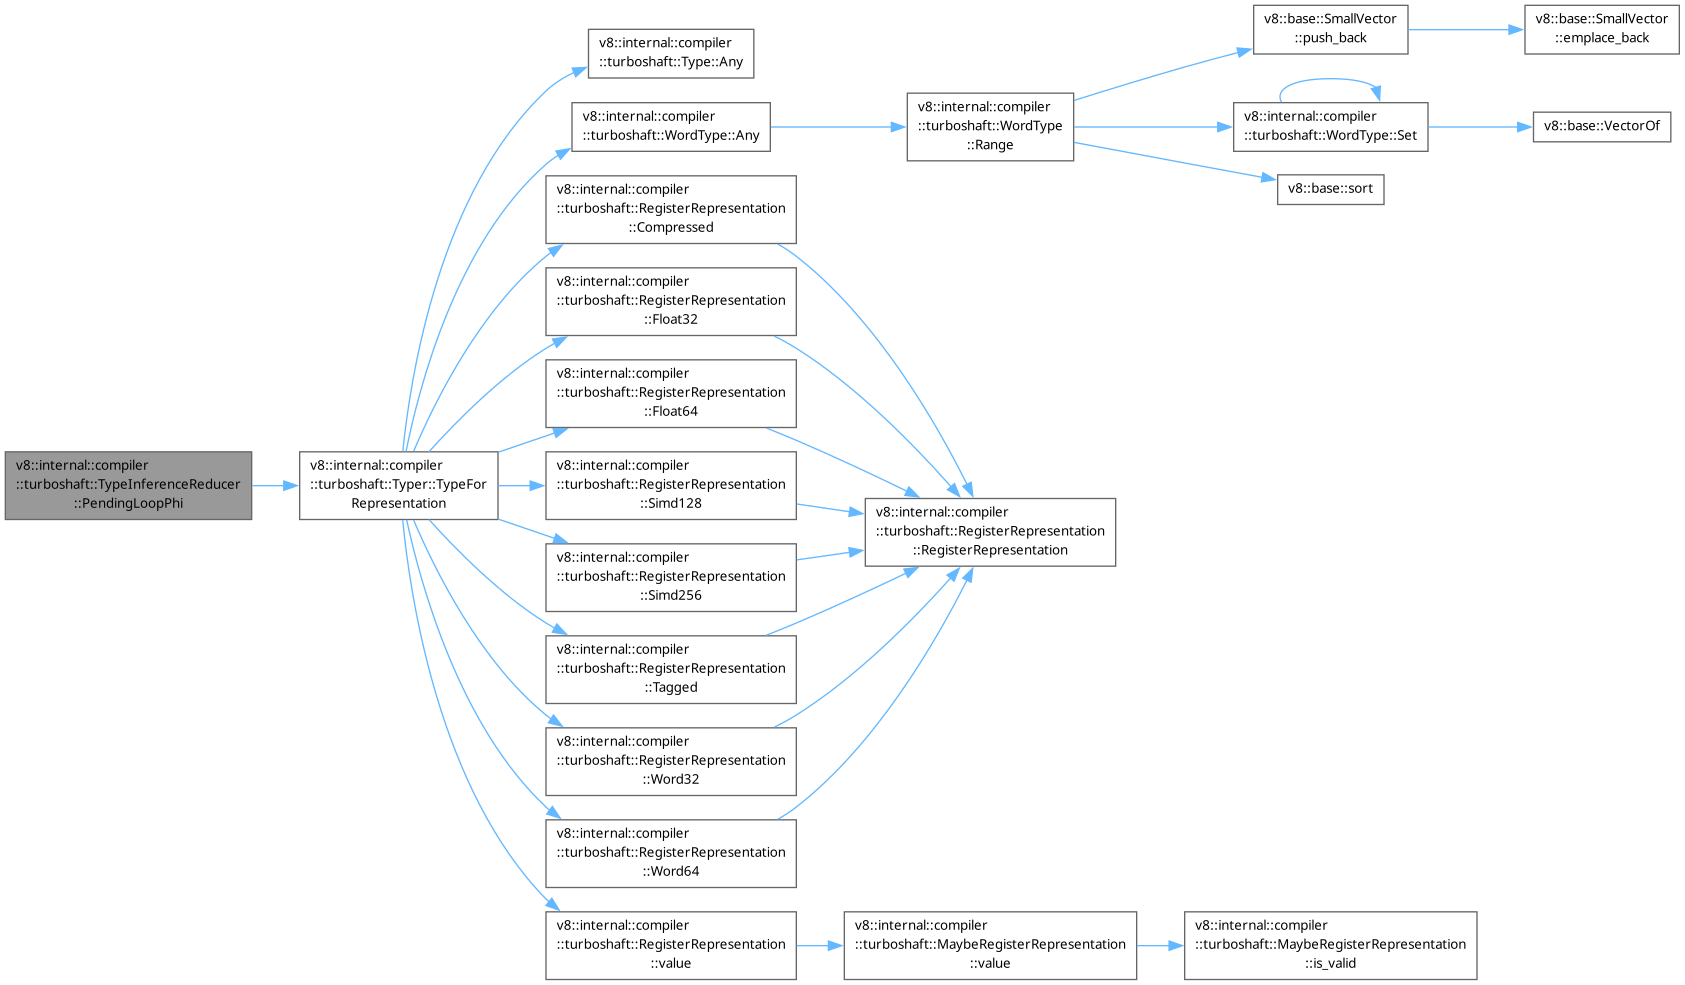 v8::internal::compiler
::turboshaft::TypeInferenceReducer
::PendingLoopPhi
v8::internal::compiler
::turboshaft::Typer::TypeFor
Representation
v8::internal::compiler
::turboshaft::Type::Any
v8::internal::compiler
::turboshaft::WordType::Any
v8::internal::compiler
::turboshaft::RegisterRepresentation
::Compressed
v8::internal::compiler
::turboshaft::RegisterRepresentation
::Float32
v8::internal::compiler
::turboshaft::RegisterRepresentation
::Float64
v8::internal::compiler
::turboshaft::RegisterRepresentation
::Simd128
v8::internal::compiler
::turboshaft::RegisterRepresentation
::Simd256
v8::internal::compiler
::turboshaft::RegisterRepresentation
::Tagged
v8::internal::compiler
::turboshaft::RegisterRepresentation
::Word32
v8::internal::compiler
::turboshaft::RegisterRepresentation
::Word64
v8::internal::compiler
::turboshaft::RegisterRepresentation
::value
v8::internal::compiler
::turboshaft::WordType
::Range
v8::internal::compiler
::turboshaft::RegisterRepresentation
::RegisterRepresentation
v8::internal::compiler
::turboshaft::MaybeRegisterRepresentation
::value
v8::base::SmallVector
::push_back
v8::internal::compiler
::turboshaft::WordType::Set
v8::base::sort
v8::internal::compiler
::turboshaft::MaybeRegisterRepresentation
::is_valid
v8::base::SmallVector
::emplace_back
v8::base::VectorOf